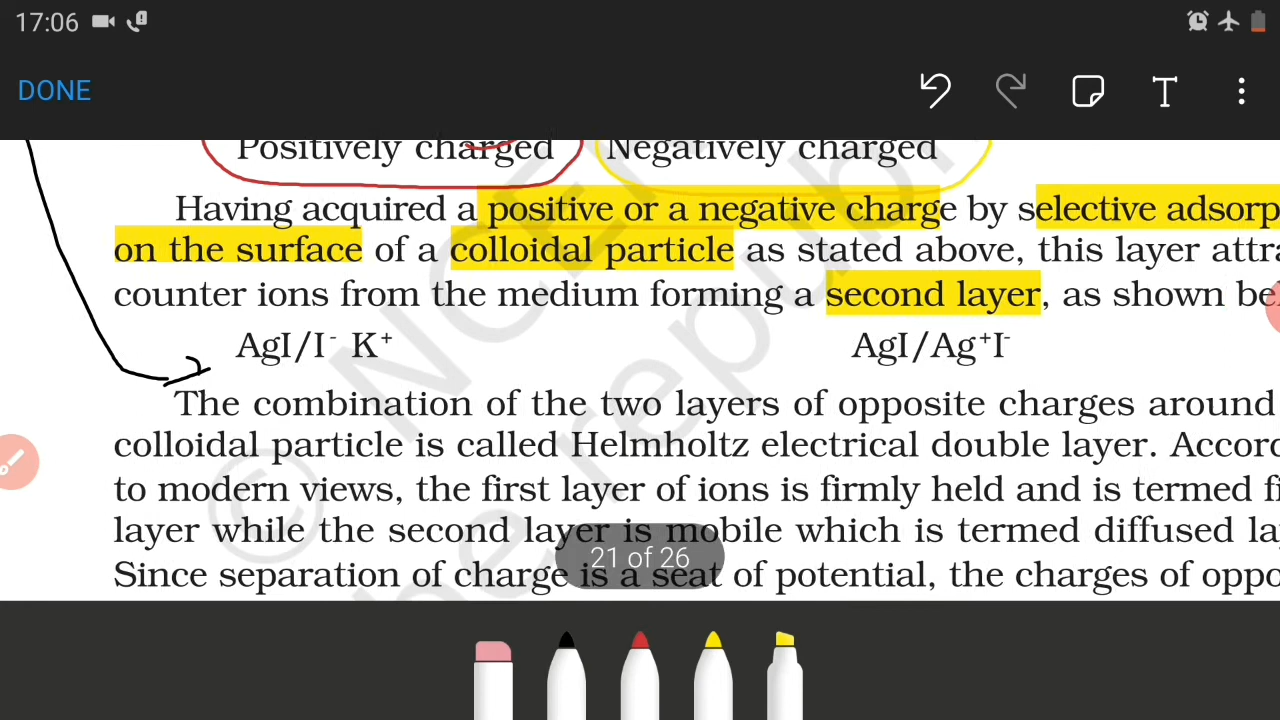 17:06
DONE
T
Positively charged Negatively charged
Having acquired a positive or a negative charge by selective adsorp
on the surface of a colloidal particle as stated above, this layer attra
counter ions from the medium forming a second layer, as shown be
AgI/I⁻ K⁺ AgI/Ag⁺I⁻
The combination of the two layers of opposite charges around
colloidal particle is called Helmholtz electrical double layer. Accord
to modern views, the first layer of ions is firmly held and is termed fi
layer while the second layer is mobile which is termed diffused la
21 of 26
Since separation of charge is a seat of potential, the charges of oppo